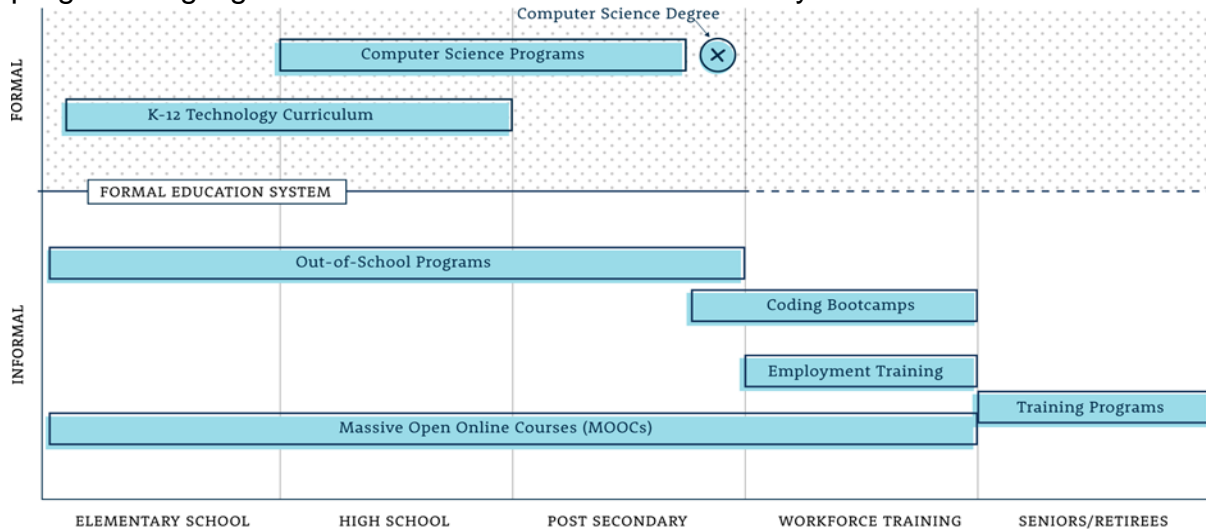 Computer Science Degree
Computer Science Programs
FORMAL
K-12 Technology Curriculum
FORMAL EDUCATION SYSTEM
Out-of-School Programs
Coding Bootcamps
INFORMAL
Employment Training
Training Programs
Massive Open Online Courses (MOOCs)
ELEMENTARY SCHOOL
HIGH SCHOOL
POST SECONDARY
WORKFORCE TRAINING
SENIORS/RETIREES